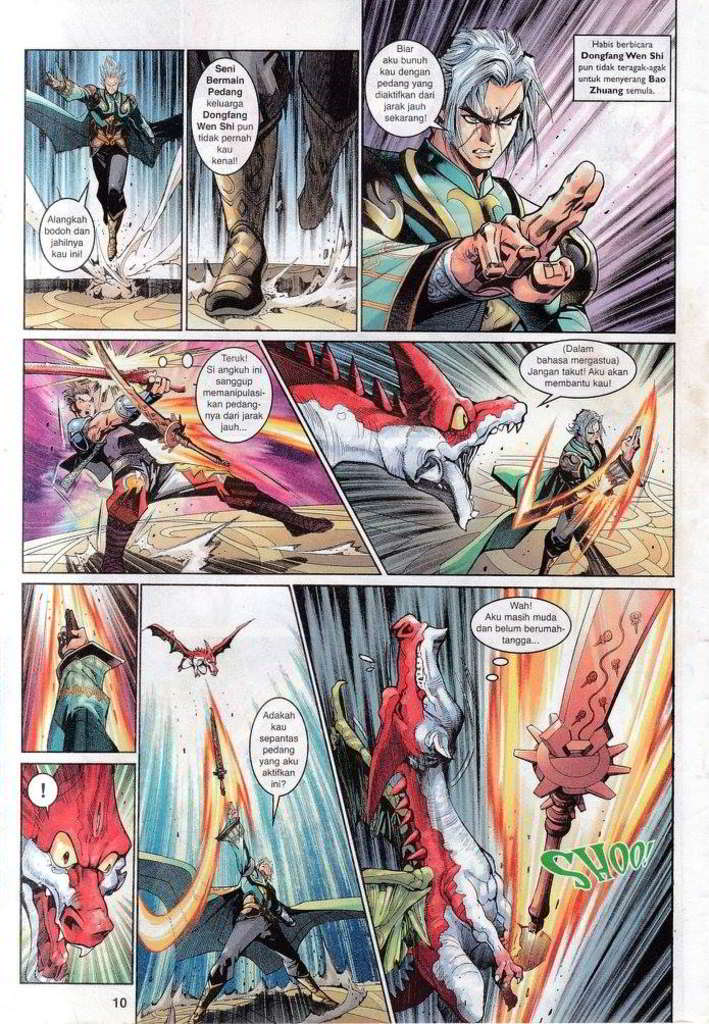 Alangkah
bodoh dan
jahilnya
kau ini!
Seni
Bermain
Pedang
keluarga
Dongfang
Wen Shi pun
tidak pernah
kau
kenal!
Biar
aku bunuh
kau dengan
pedang yang
diaktifkan dari
jarak jauh
sekarang!
Habis berbicara
Dongfang Wen Shi
pun tidak teragak-agak
untuk menyerang Bao
Zhuang semula.
Teruk!
Si angkuh ini
sanggup
memanipulasi-
kan pedang-
nya dari jarak
jauh...
(Dalam
bahasa mergastua)
Jangan takut! Aku akan
membantu kau!
!
Adakah
kau
sepantas
pedang
yang aku
aktifkan
ini?
Wah!
Aku masih muda
dan belum berumah-
tangga...
SHOO!
10